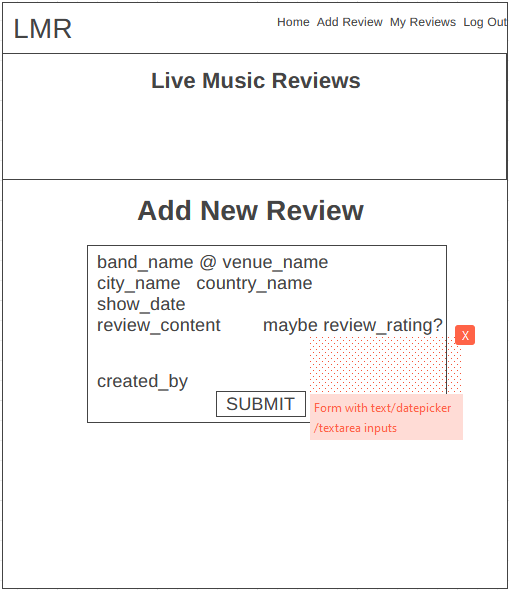 LMR
Home Add Review My Reviews Log Out
Live Music Reviews
Add New Review
band_name @ venue_name
city_name country_name
show_date
review_content maybe review_rating?
X
created_by
SUBMIT
Form with text/datepicker
/textarea inputs